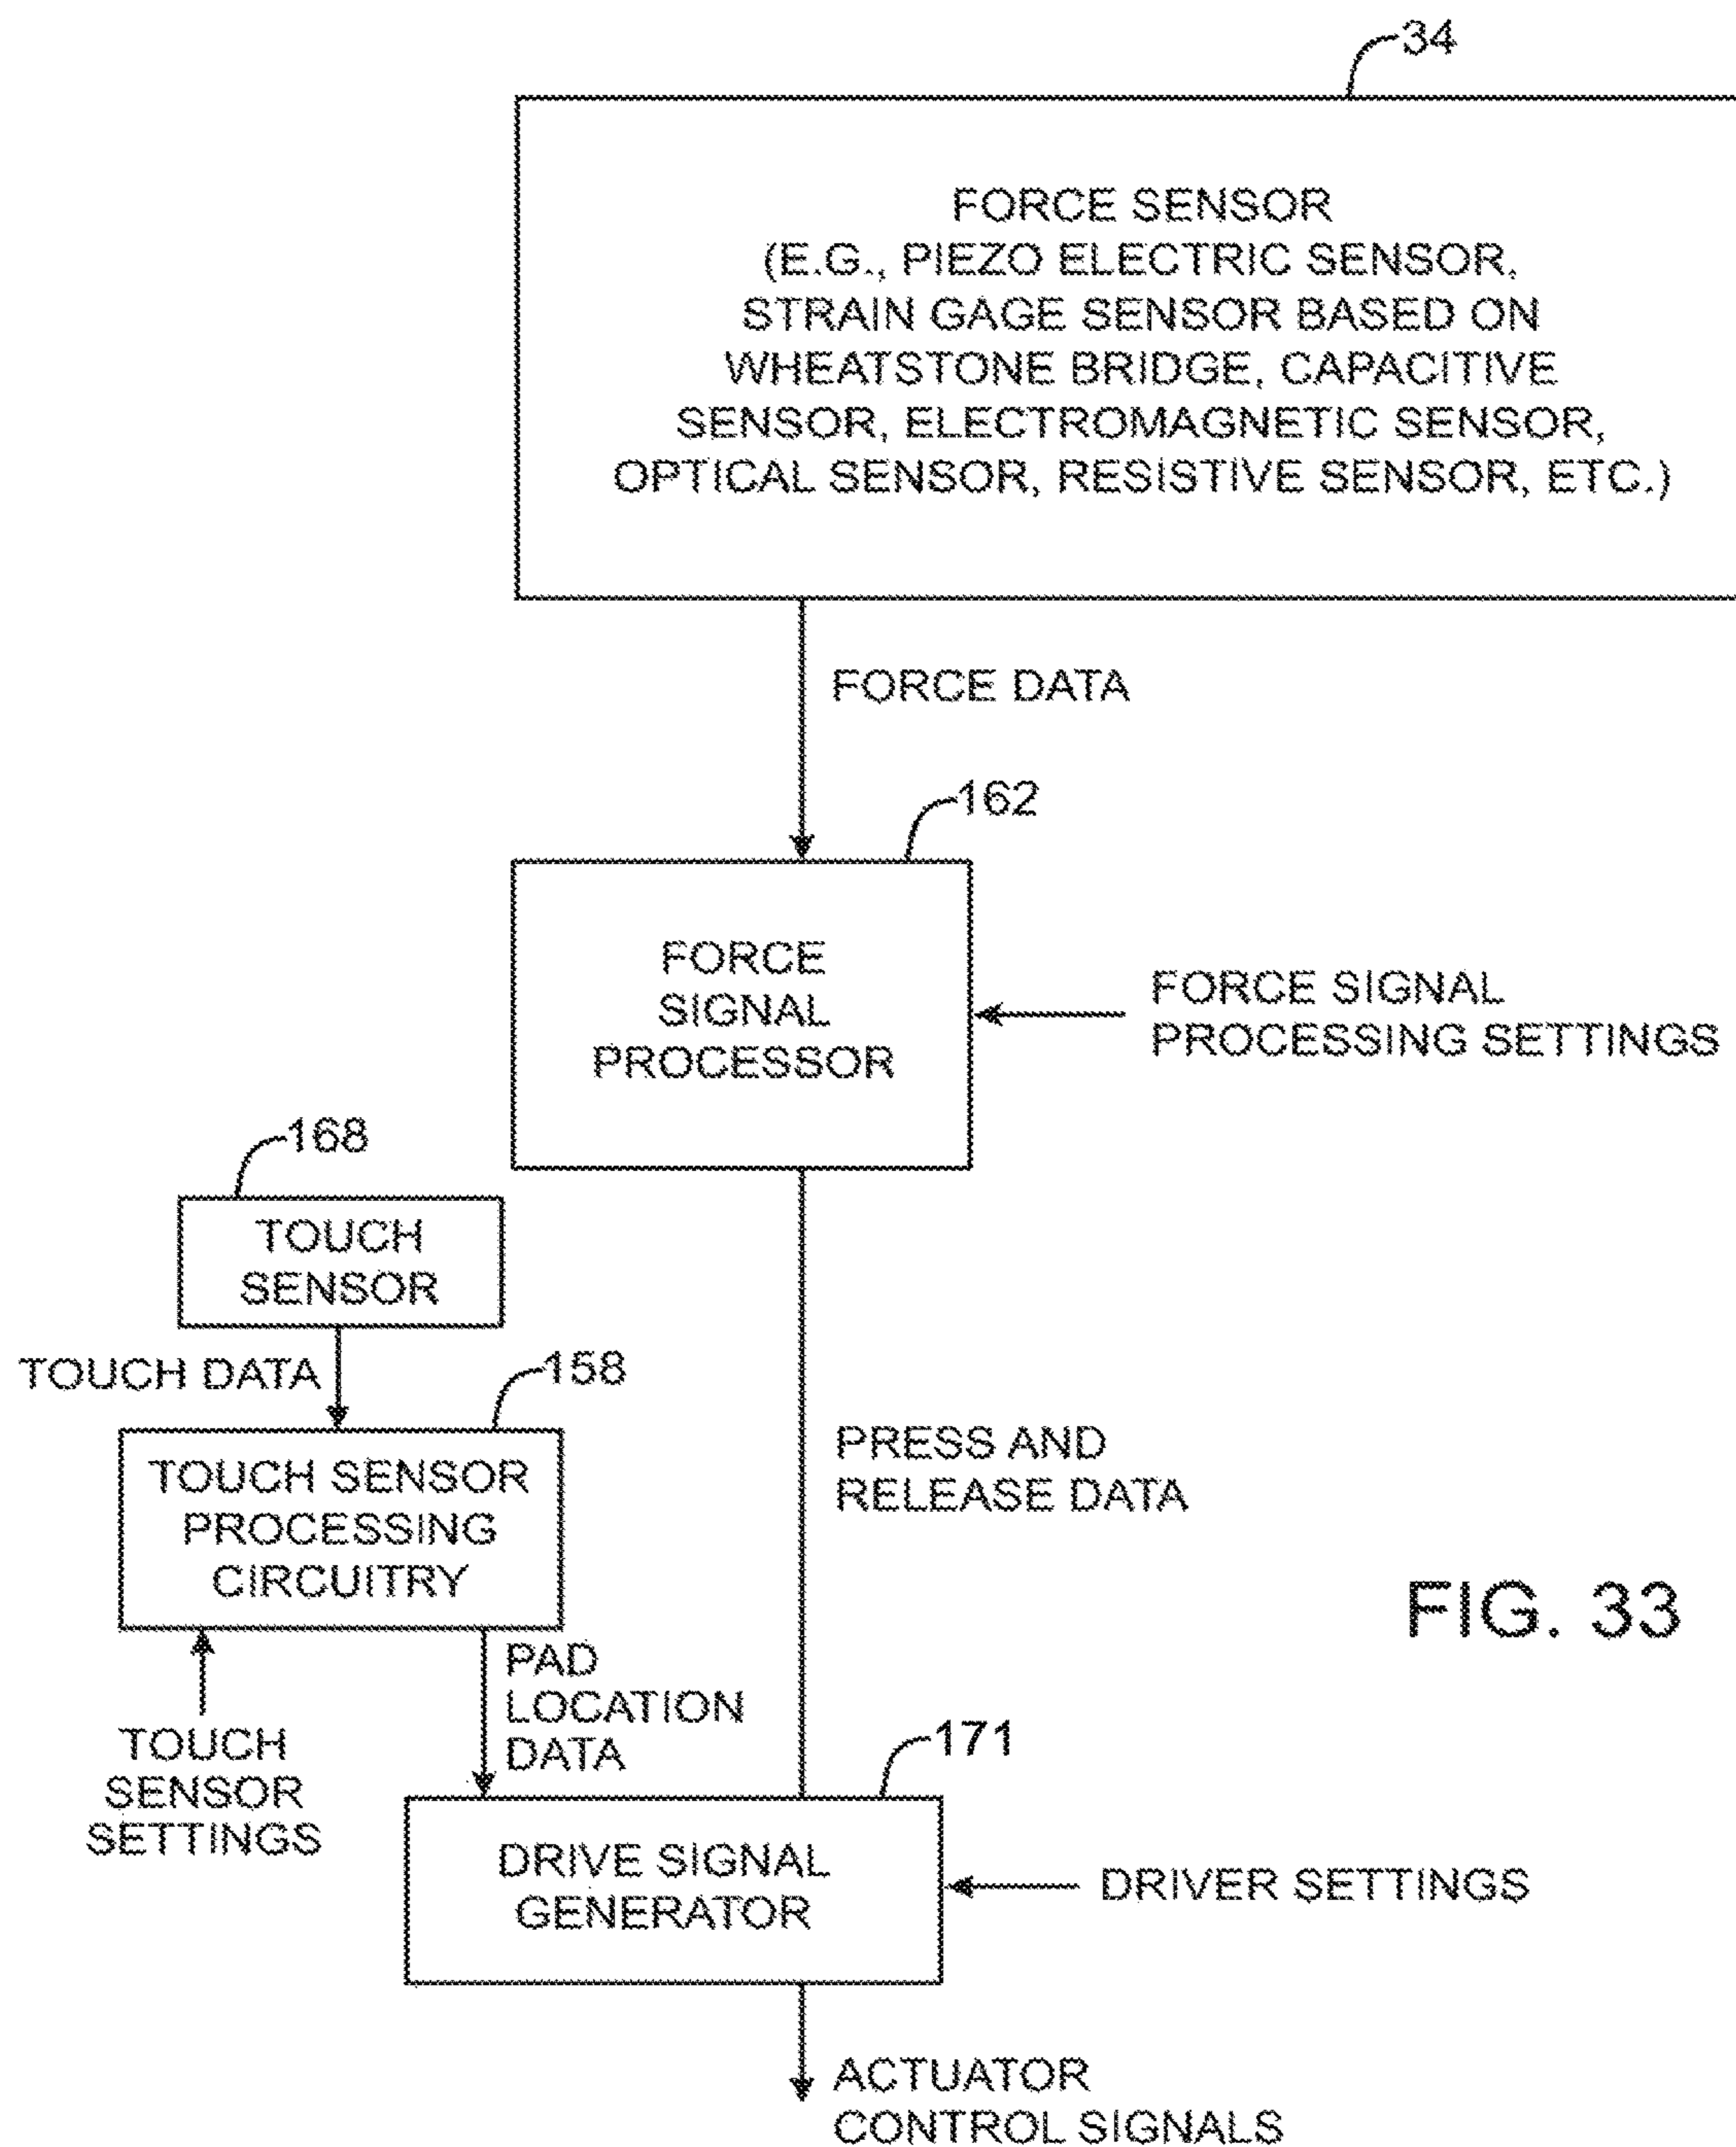 34
FORCE SENSOR
(E.G., PIEZO ELECTRIC SENSOR,
STRAIN GAGE SENSOR BASED ON
WHEATSTONE BRIDGE, CAPACITIVE
SENSOR, ELECTROMAGNETIC SENSOR,
OPTICAL SENSOR, RESISTIVE SENSOR, ETC.)
FORCE DATA
162
FORCE
SIGNAL
PROCESSOR
FORCE SIGNAL
PROCESSING SETTINGS
168
TOUCH
SENSOR
TOUCH DATA
158
TOUCH SENSOR
PROCESSING
CIRCUITRY
PRESS AND
RELEASE DATA
FIG. 33
TOUCH
SENSOR
SETTINGS
PAD
LOCATION
DATA
171
DRIVE SIGNAL
GENERATOR
DRIVER SETTINGS
ACTUATOR
CONTROL SIGNALS